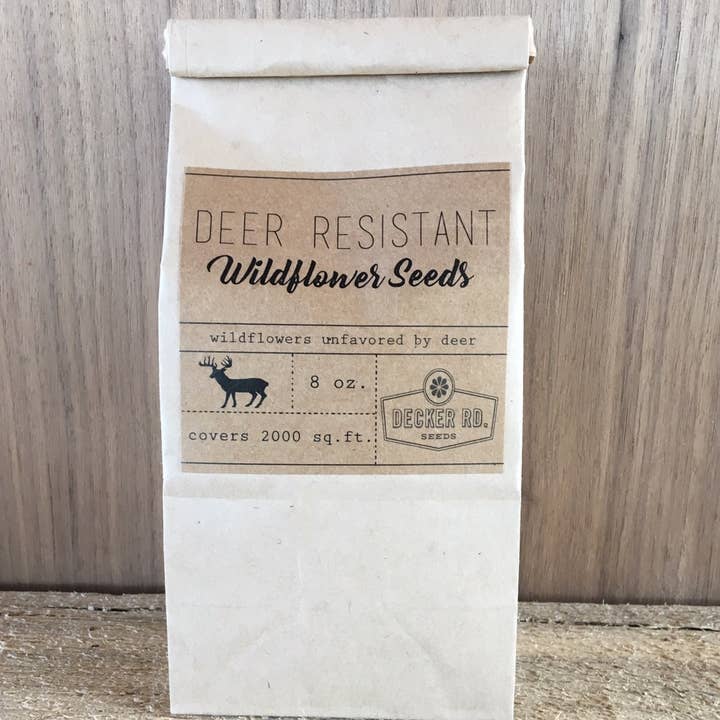 DEER RESISTANT
Wildflower Seeds
wildflowers unfavored by deer
8 oz.
covers 2000 sq.ft.
DECKER RD.
SEEDS